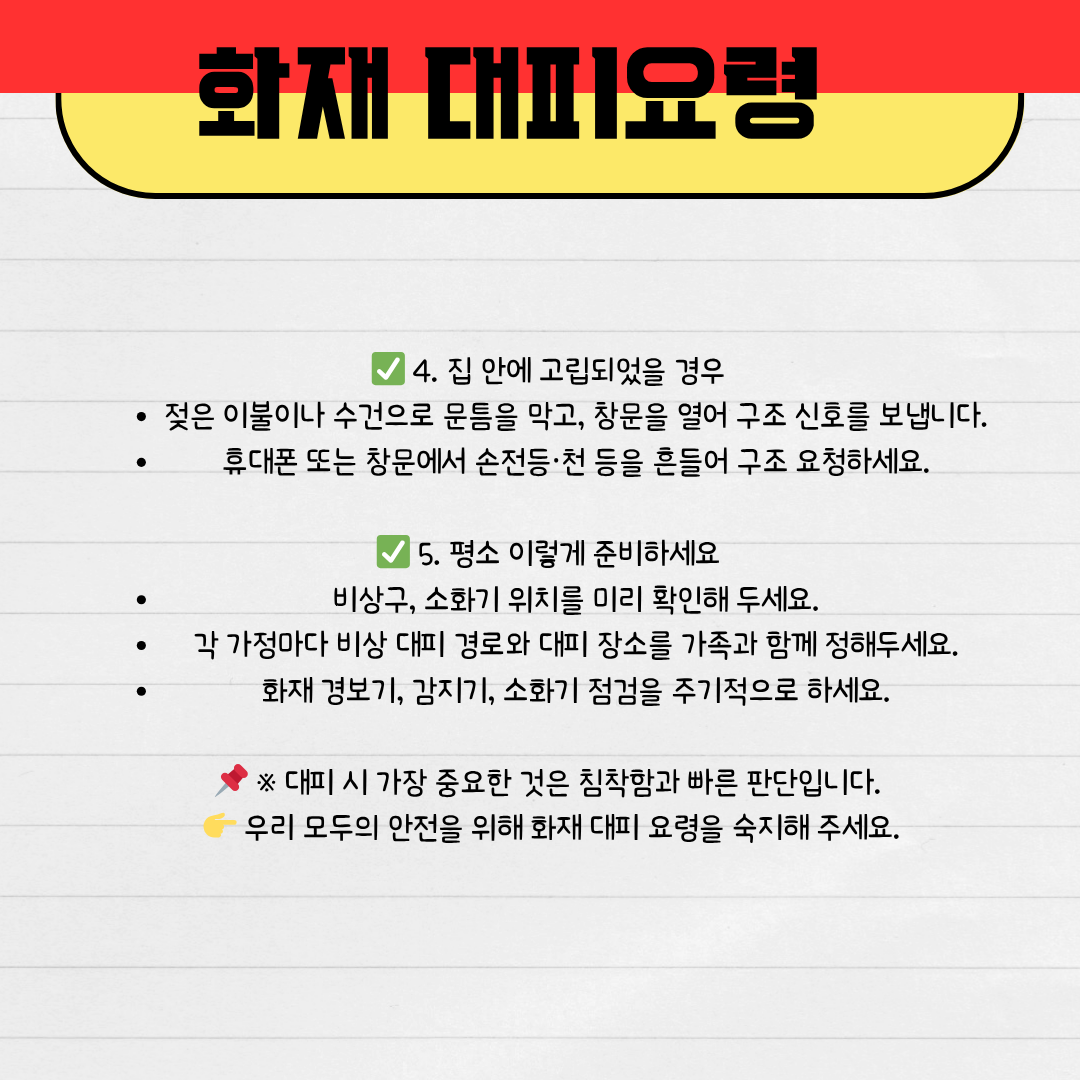 화재 대피요령
✅ 4. 집 안에 고립되었을 경우
• 젖은 이불이나 수건으로 문틈을 막고, 창문을 열어 구조 신호를 보냅니다.
• 휴대폰 또는 창문에서 손전등·천 등을 흔들어 구조 요청하세요.
✅ 5. 평소 이렇게 준비하세요
• 비상구, 소화기 위치를 미리 확인해 두세요.
• 각 가정마다 비상 대피 경로와 대피 장소를 가족과 함께 정해두세요.
• 화재 경보기, 감지기, 소화기 점검을 주기적으로 하세요.
📌 ※ 대피 시 가장 중요한 것은 침착함과 빠른 판단입니다.
👉 우리 모두의 안전을 위해 화재 대피 요령을 숙지해 주세요.